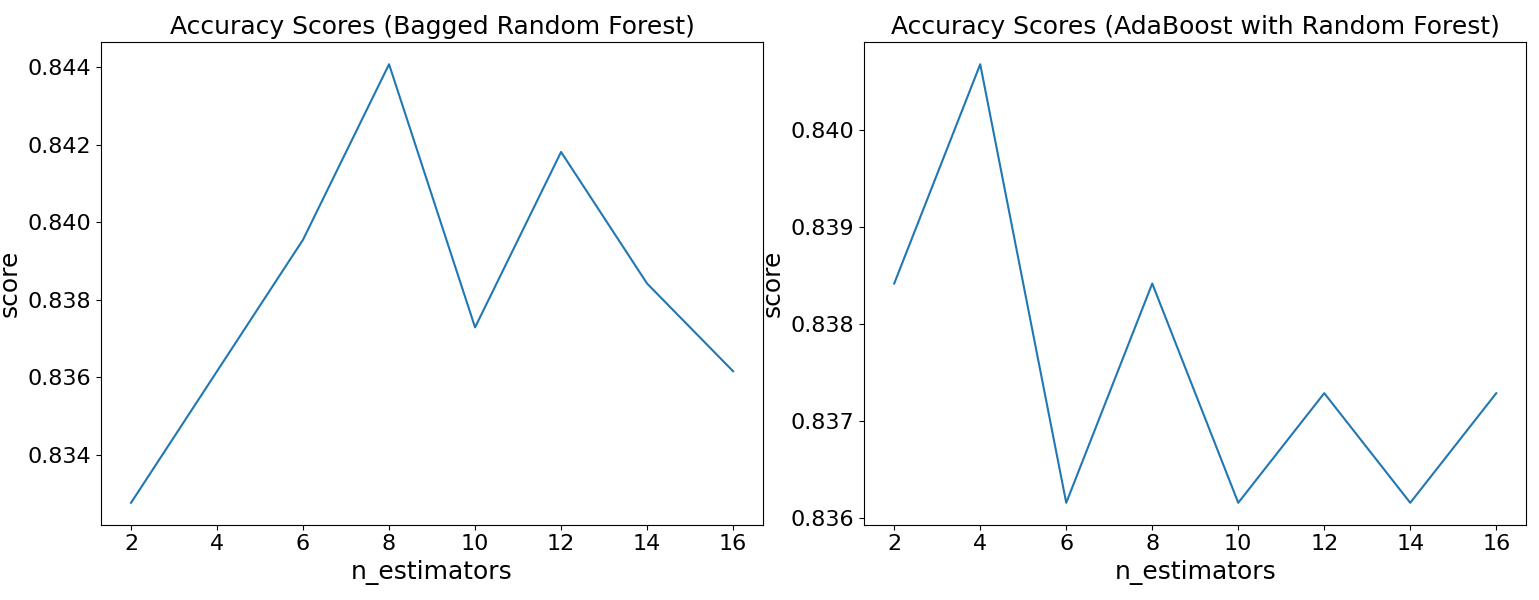 Accuracy Scores (Bagged Random Forest)
0.844
0.842
0.840
0.838
0.836
0.834
score
2 4 6 8 10 12 14 16
n_estimators
Accuracy Scores (AdaBoost with Random Forest)
0.840
0.839
0.838
0.837
0.836
score
2 4 6 8 10 12 14 16
n_estimators